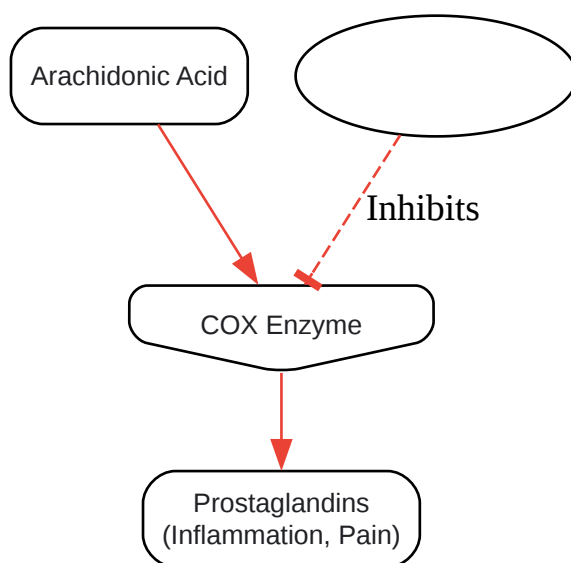 Arachidonic Acid
Inhibits
COX Enzyme
Prostaglandins
(Inflammation, Pain)